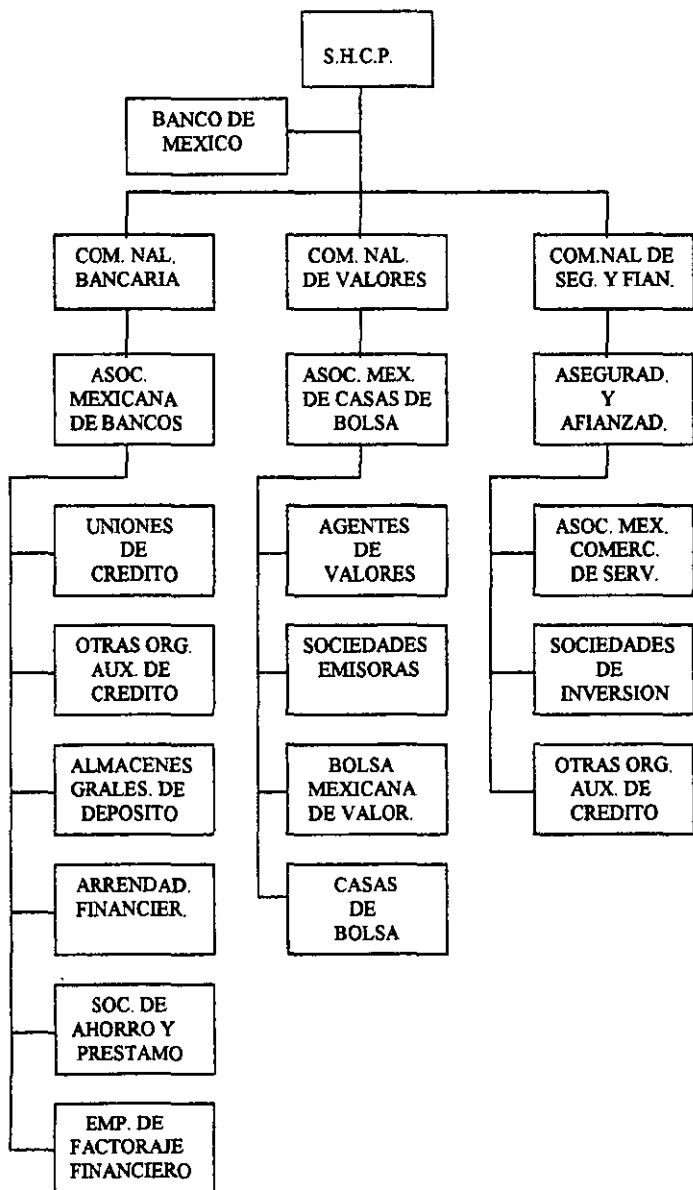 S.H.C.P.
BANCO DE
MEXICO
COM. NAL.
BANCARIA
COM. NAL.
DE VALORES
COM.NAL DE
SEG. Y FIAN.
ASOC.
MEXICANA
DE BANCOS
ASOC. MEX.
DE CASAS DE
BOLSA
ASEGURAD.
Y
AFIANZAD.
UNIONES
DE
CREDITO
AGENTES
DE
VALORES
ASOC. MEX.
COMERC.
DE SERV.
OTRAS ORG.
AUX. DE
CREDITO
SOCIEDADES
EMISORAS
SOCIEDADES
DE
INVERSION
ALMACENES
GRALES. DE
DEPOSITO
BOLSA
MEXICANA
DE VALOR.
OTRAS ORG.
AUX. DE
CREDITO
ARRENDAD.
FINANCIER.
CASAS
DE
BOLSA
SOC. DE
AHORRO Y
PRESTAMO
EMP. DE
FACTORAJE
FINANCIERO